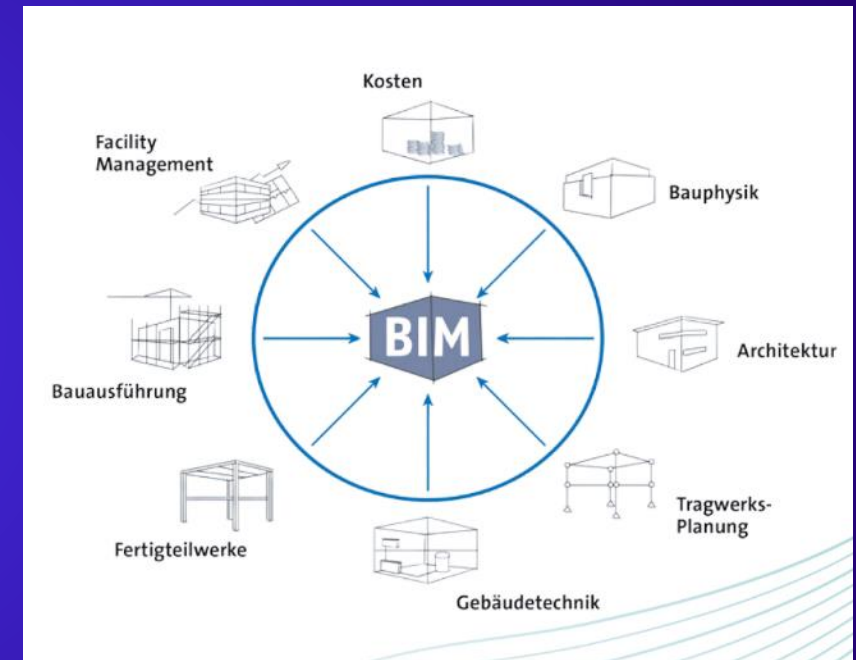 Kosten
Facility
Management
Bauphysik
BIM
Architektur
Bauausführung
Tragwerks-
Planung
Fertigteilwerke
Gebäudetechnik